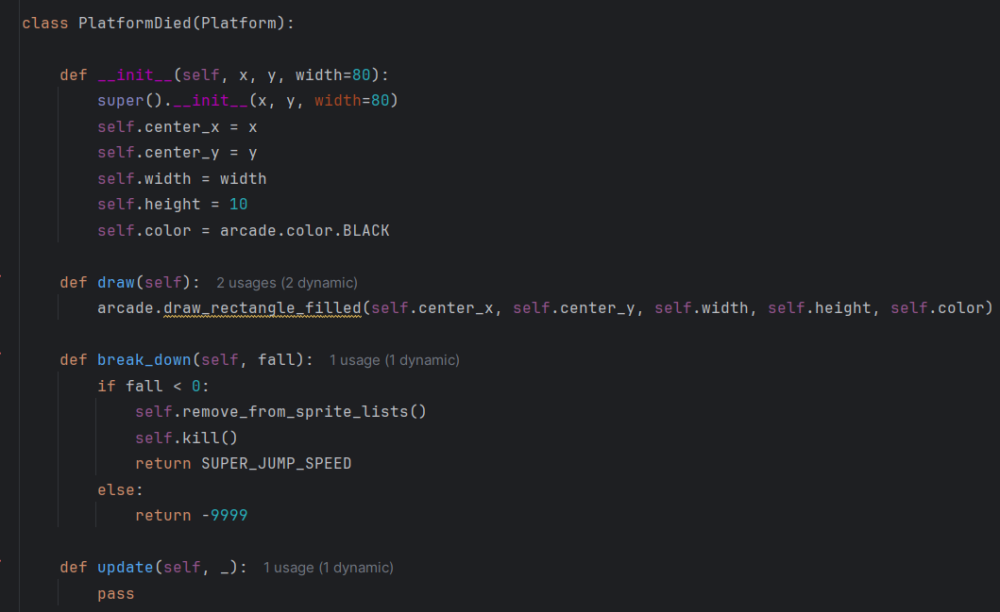 class PlatformDied(Platform):
def __init__(self, x, y, width=80):
super().__init__(x, y, width=80)
self.center_x = x
self.center_y = y
self.width = width
self.height = 10
self.color = arcade.color.BLACK
def draw(self): 2 usages (2 dynamic)
arcade.draw_rectangle_filled(self.center_x, self.center_y, self.width, self.height, self.color)
def break_down(self, fall): 1 usage (1 dynamic)
if fall < 0:
self.remove_from_sprite_lists()
self.kill()
return SUPER_JUMP_SPEED
else:
return -9999
def update(self, _): 1 usage (1 dynamic)
pass